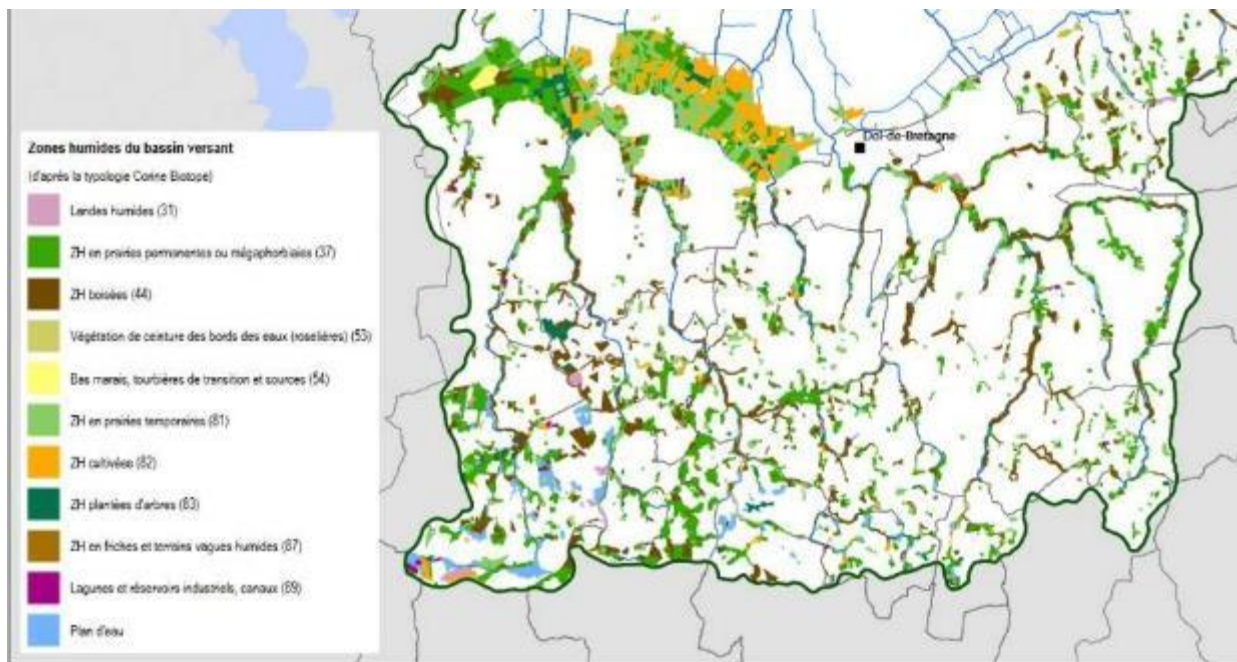 Zones humides du bassin versant
(d'après la typologie Corine Biotope)
Landes humides (31)
ZH en prairies permanentes ou mégaphorbiaies (37)
ZH boisées (44)
Végétation de ceinture des bords des eaux (roselières) (53)
Bas marais, tourbières de transition et sources (54)
ZH en prairies temporaires (81)
ZH cultivées (82)
ZH plantées d'arbres (83)
ZH en friches et terrains vagues humides (87)
Lagunes et réservoirs industriels, canaux (89)
Plan d'eau
Dol-de-Bretagne